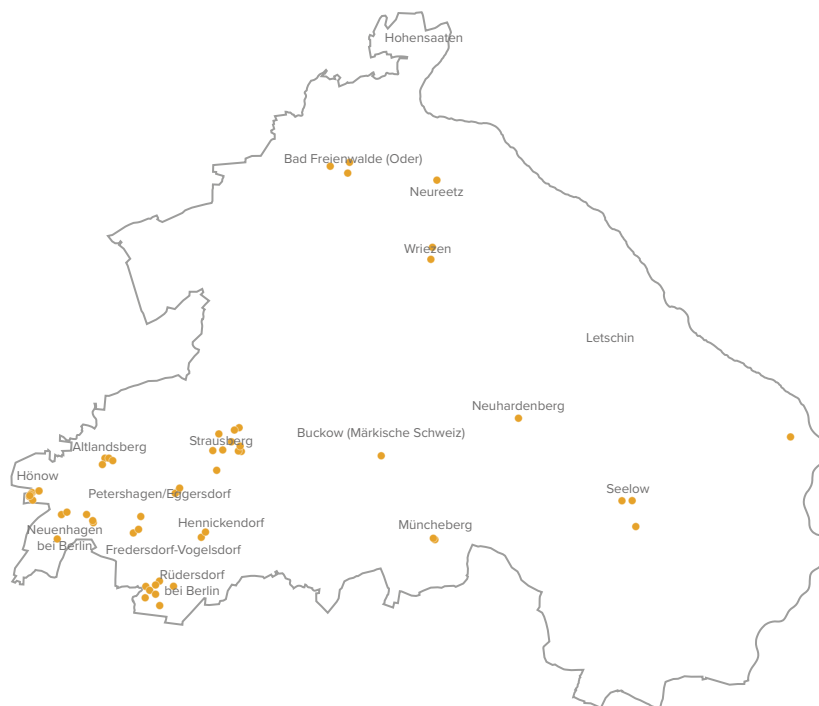 Hohensaaten
Bad Freienwalde (Oder)
Neureetz
Wriezen
Letschin
Neuhardenberg
Buckow (Märkische Schweiz)
Strausberg
Altlandsberg
Hönow
Petershagen/Eggersdorf
Seelow
Hennickendorf
Müncheberg
Neuenhagen
bei Berlin
Fredersdorf-Vogelsdorf
Rüdersdorf
bei Berlin